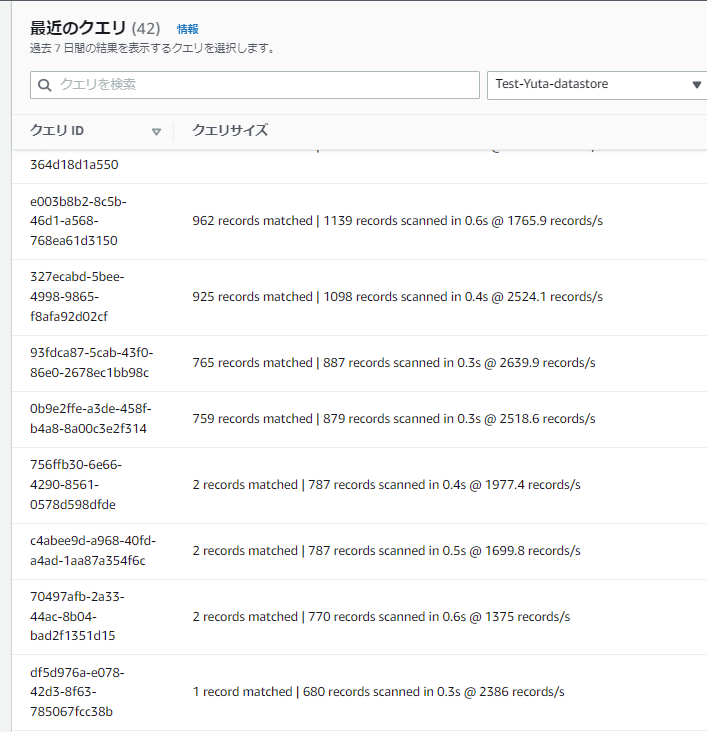 最近のクエリ (42) 情報
過去 7 日間の結果を表示するクエリを選択します。
クエリを検索
Test-Yuta-datastore
クエリ ID
クエリサイズ
364d18d1a550
e003b8b2-8c5b-
46d1-a568-
768ea61d3150
962 records matched | 1139 records scanned in 0.6s @ 1765.9 records/s
327ecabd-5bee-
4998-9865-
f8afa92d02cf
925 records matched | 1098 records scanned in 0.4s @ 2524.1 records/s
93fdca87-5cab-43f0-
86e0-2678ec1bb98c
765 records matched | 887 records scanned in 0.3s @ 2639.9 records/s
0b9e2ffe-a3de-458f-
b4a8-8a00c3e2f314
759 records matched | 879 records scanned in 0.3s @ 2518.6 records/s
756ffb30-6e66-
4290-8561-
0578d598dfde
2 records matched | 787 records scanned in 0.4s @ 1977.4 records/s
c4abee9d-a968-40fd-
a4ad-1aa87a354f6c
2 records matched | 787 records scanned in 0.5s @ 1699.8 records/s
70497afb-2a33-
44ac-8b04-
bad2f1351d15
2 records matched | 770 records scanned in 0.6s @ 1375 records/s
df5d976a-e078-
42d3-8f63-
785067fcc38b
1 record matched | 680 records scanned in 0.3s @ 2386 records/s